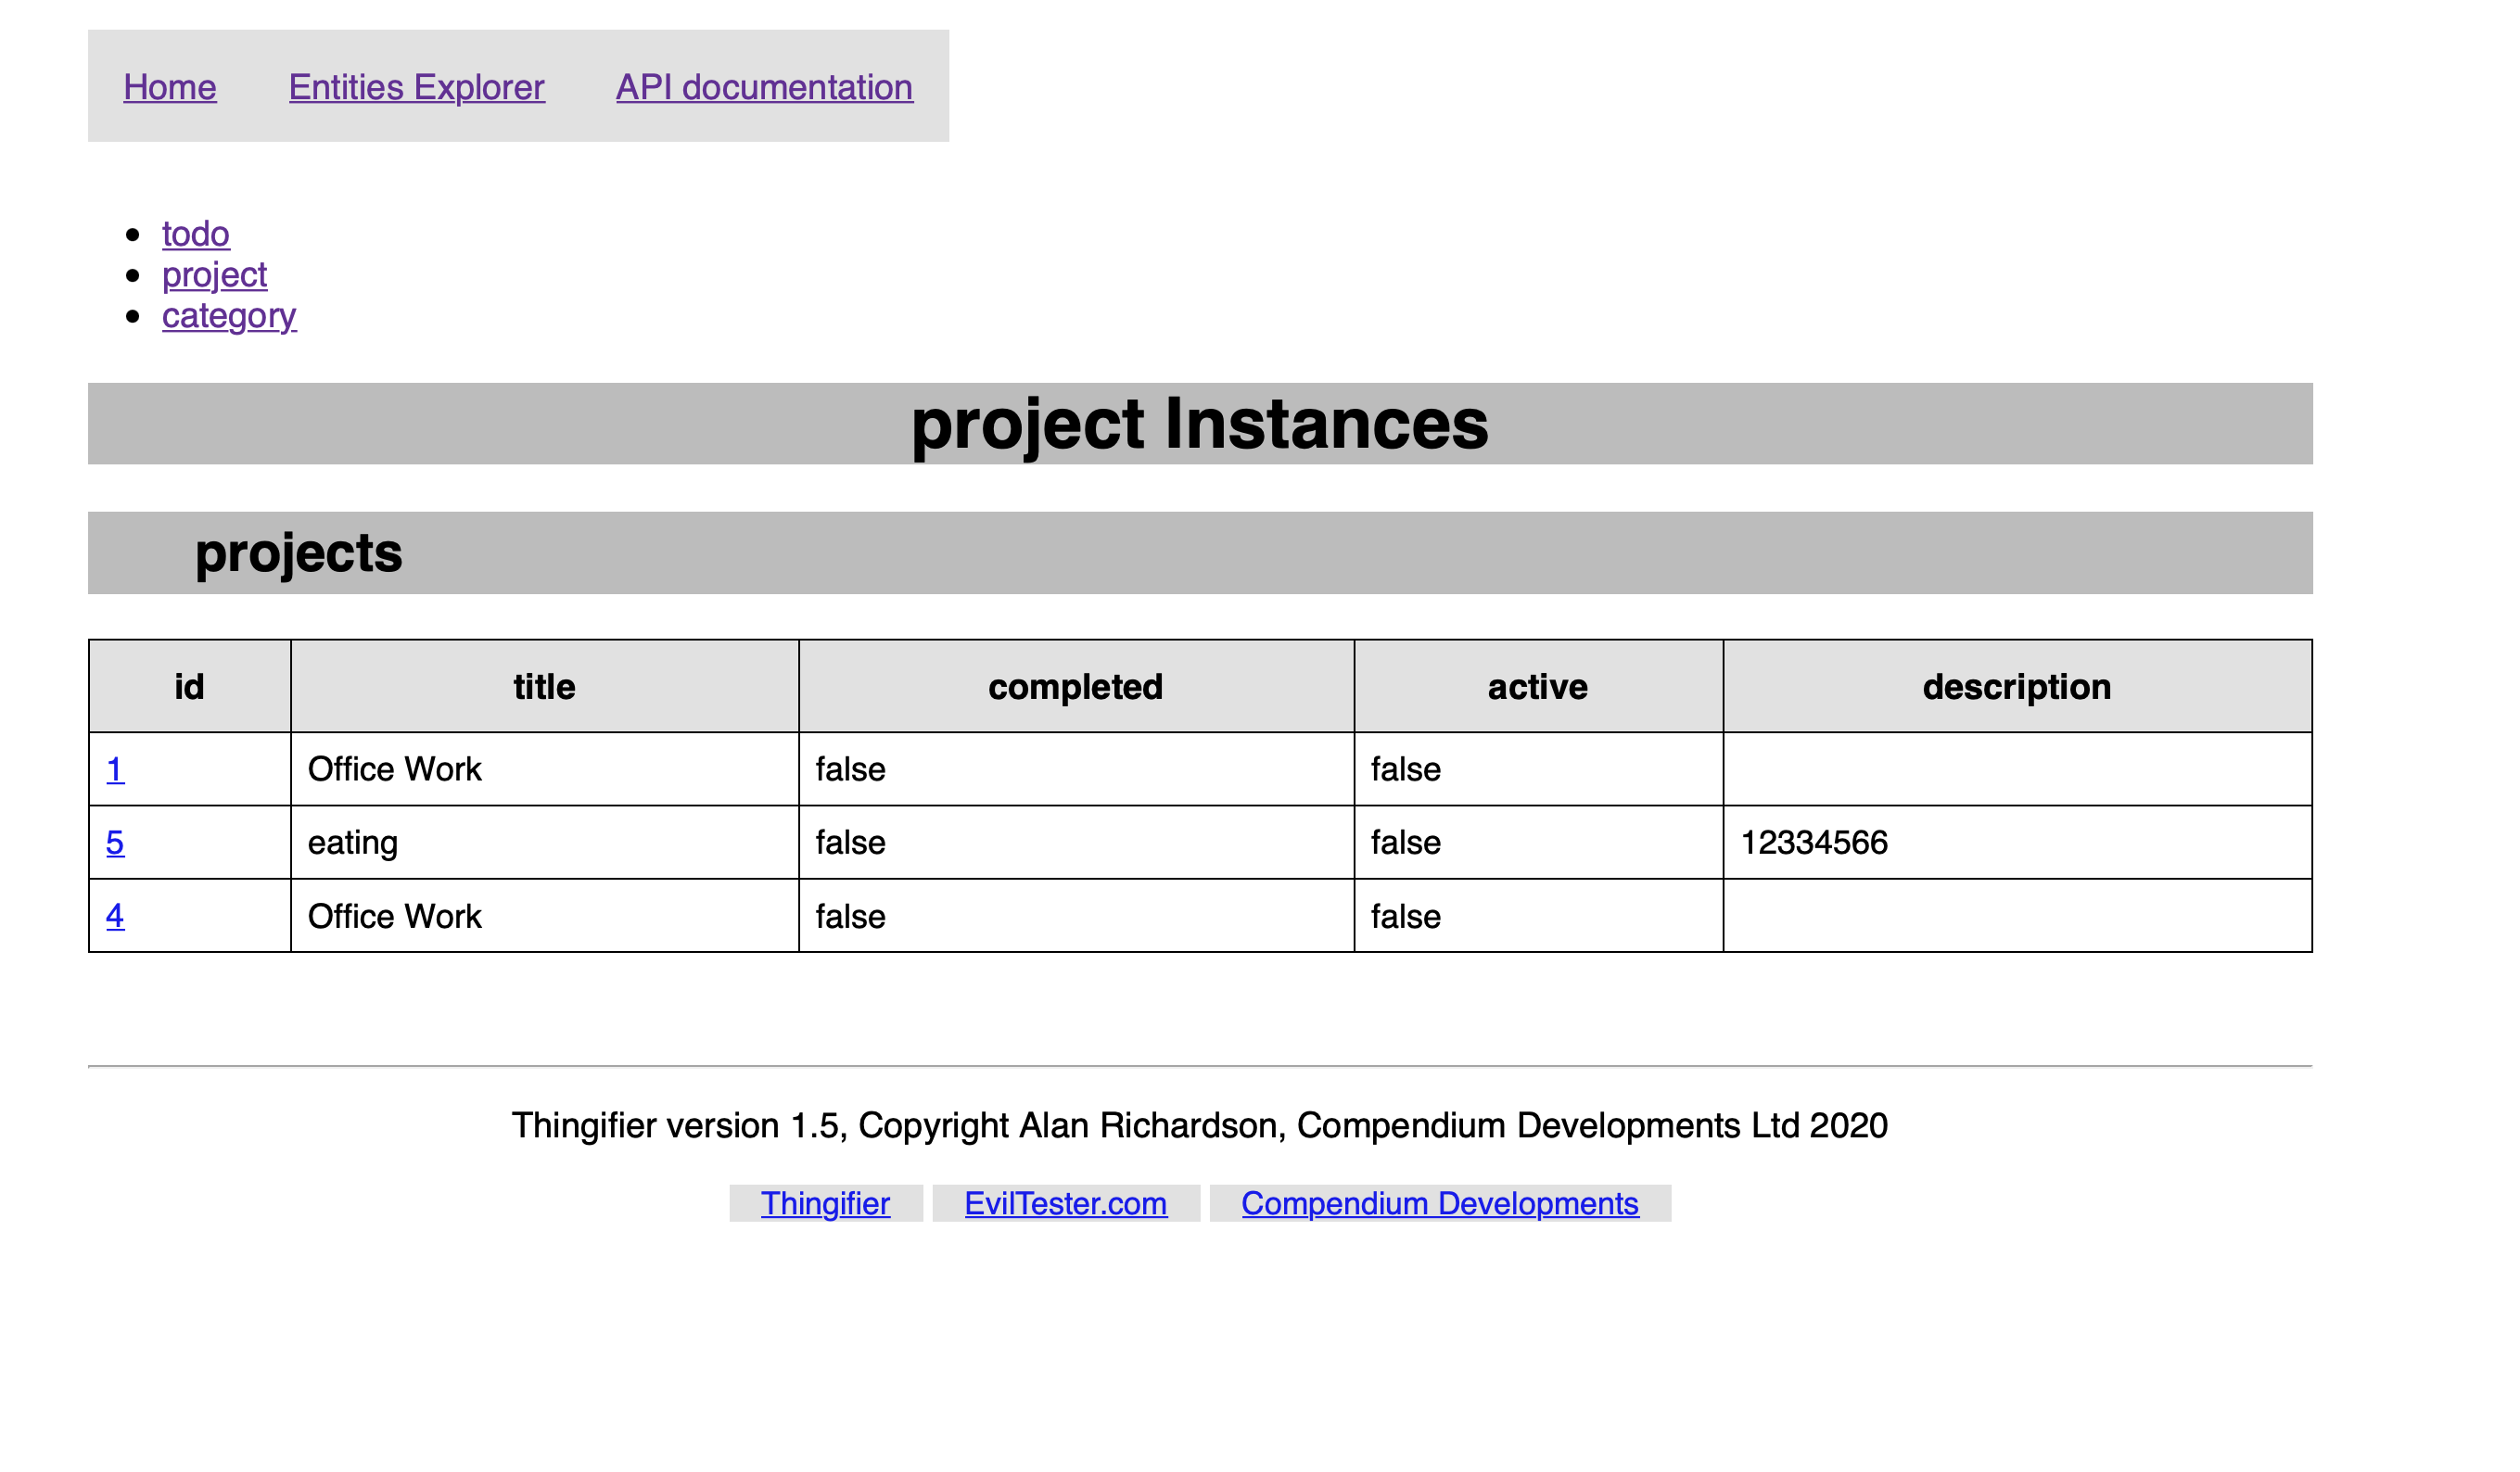 Home Entities Explorer API documentation
todo
project
category
project Instances
projects
id title completed active description
1 Office Work false false
5 eating false false 12334566
4 Office Work false false
Thingifier version 1.5, Copyright Alan Richardson, Compendium Developments Ltd 2020
Thingifier EvilTester.com Compendium Developments